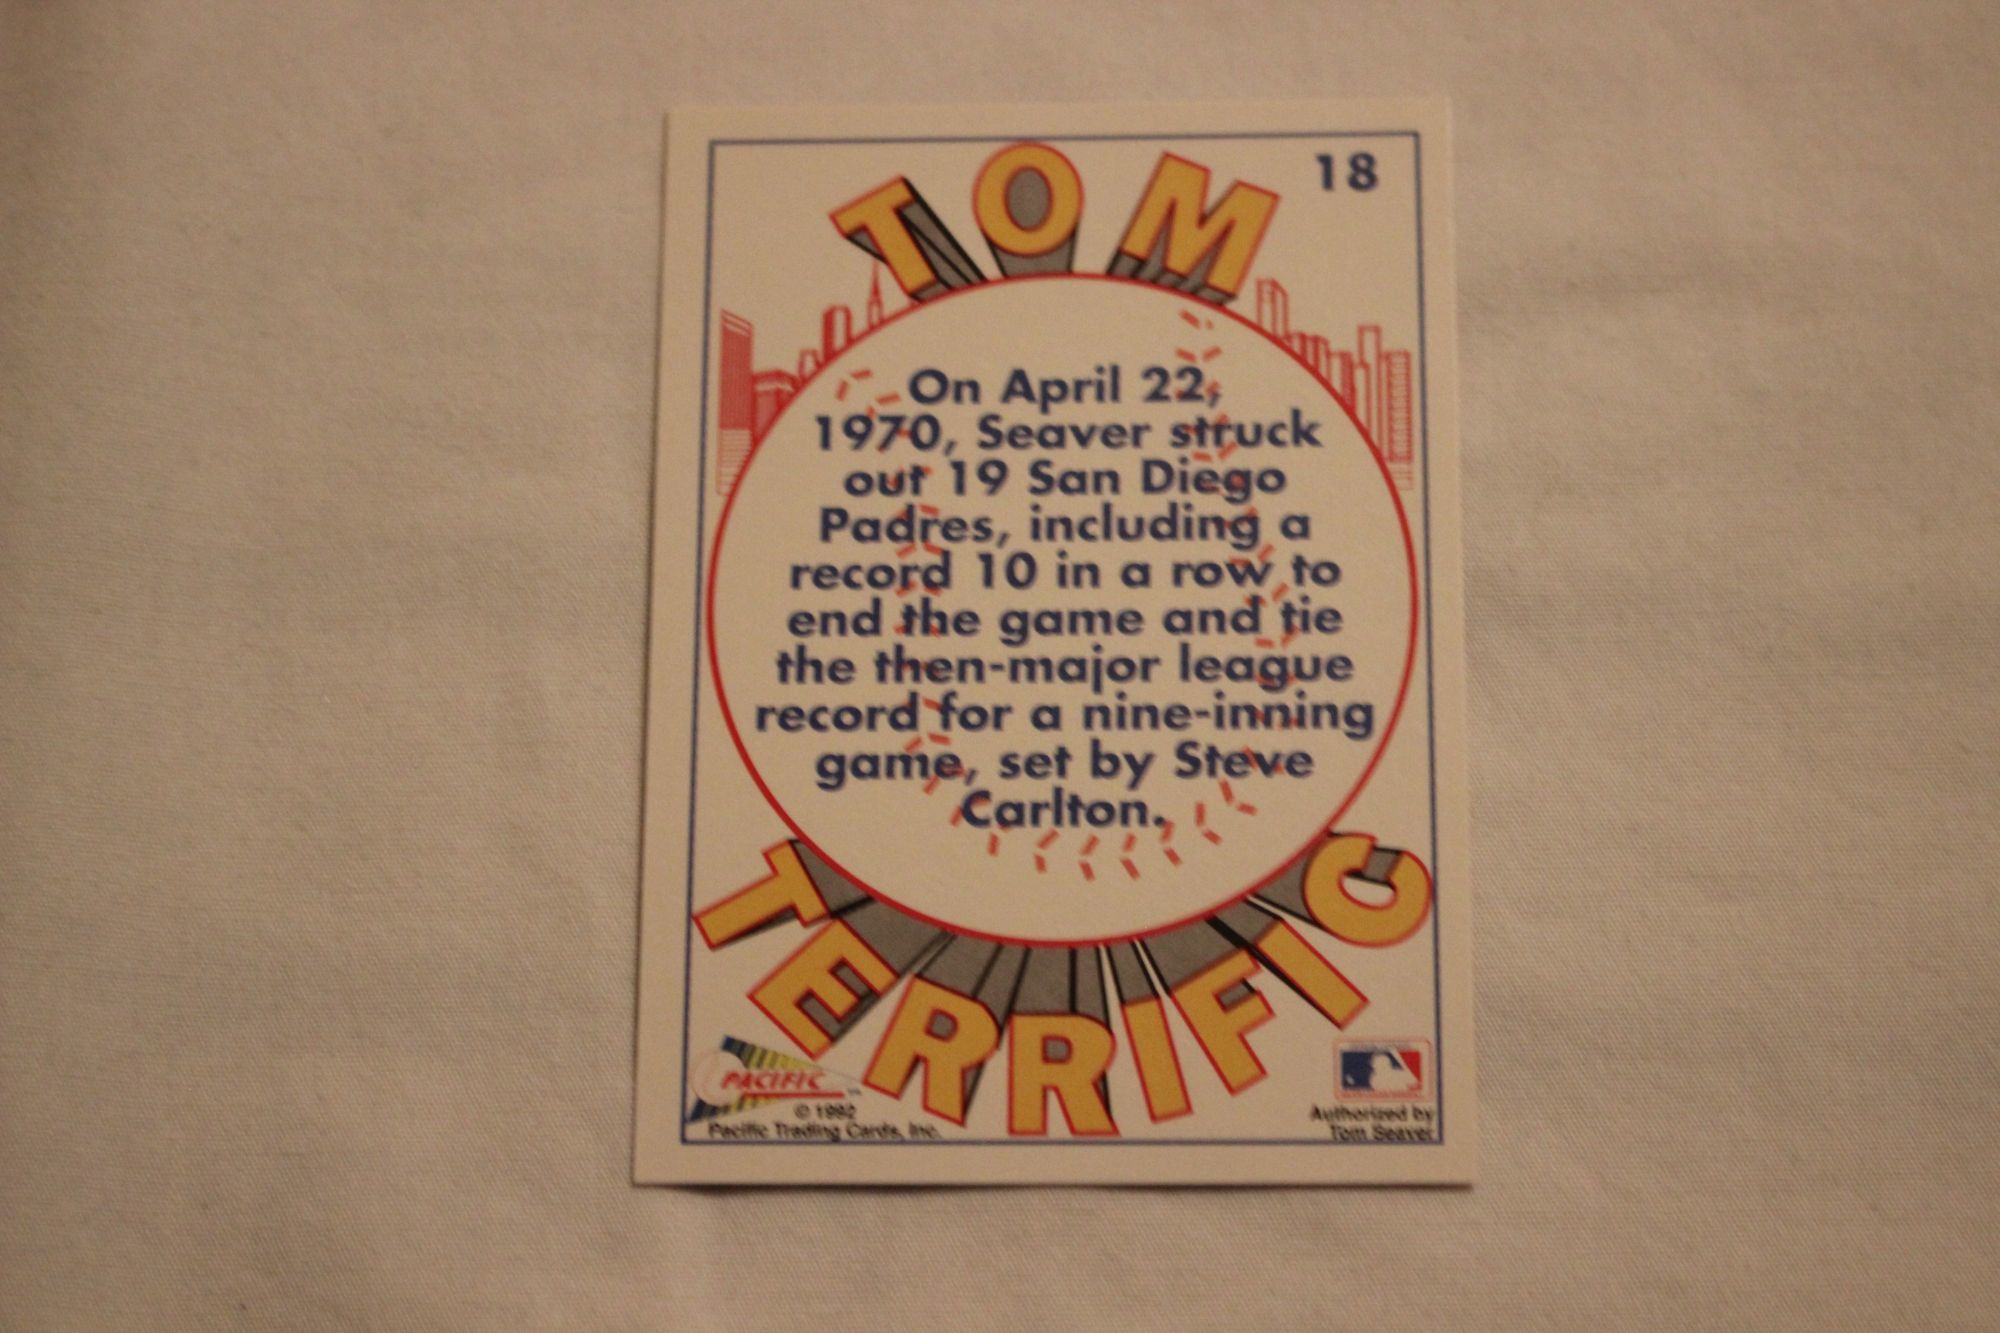 TOM
18
On April 22,
1970, Seaver struck
out 19 San Diego
Padres, including a
record 10 in a row to
end the game and tie
the then-major league
record for a nine-inning
game, set by Steve
Carlton.
TERRIFIC
PACIFIC
© 1992
Pacific Trading Cards, Inc.
Authorized by
Tom Seaver